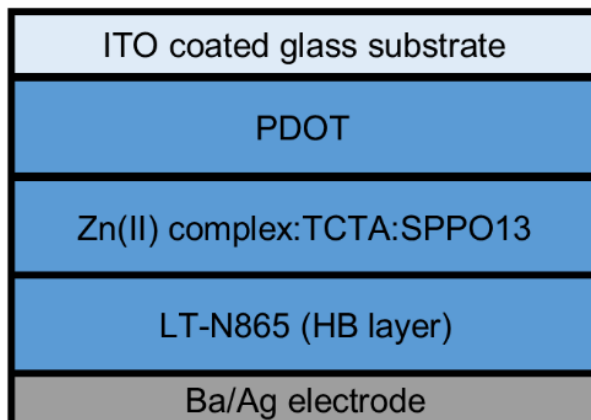 ITO coated glass substrate
PDOT
Zn(II) complex:TCTA:SPPO13
LT-N865 (HB layer)
Ba/Ag electrode